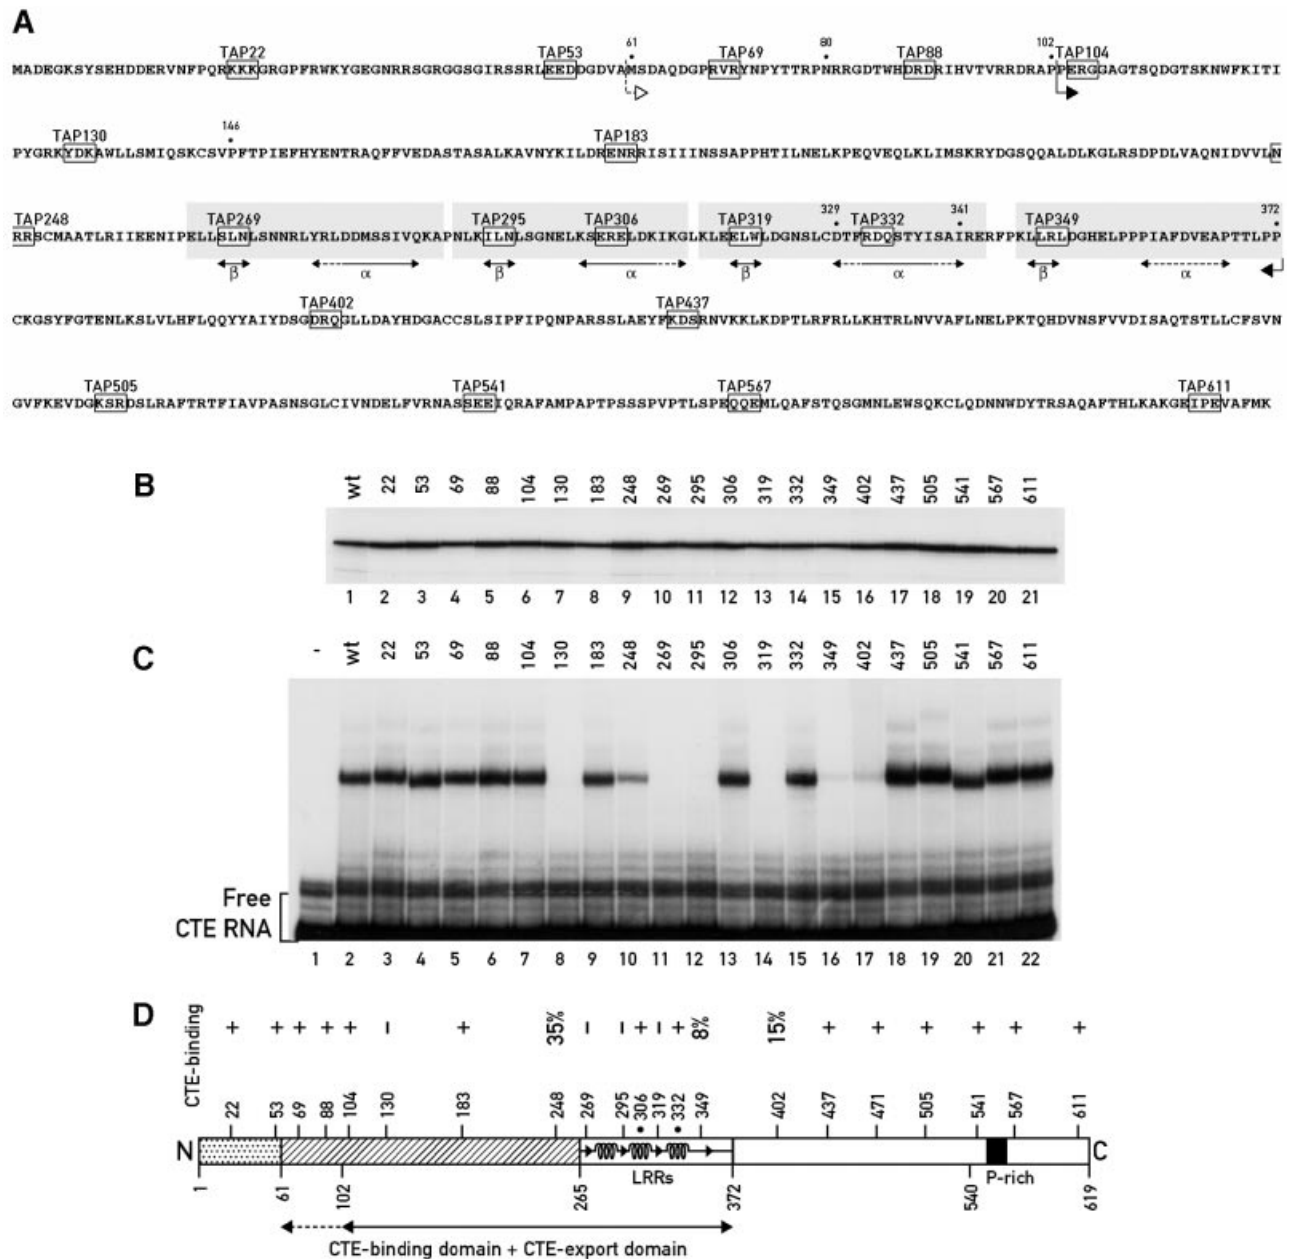 A
TAP22 TAP53 61 TAP69 80 TAP88 102 TAP104
MADEGKSYSEHDDERVNFPQRKKKGRGPFRWKYGEGNRRSGRGGSGIRSSRLEEDDGDVAMSDAQDGPRVRYNPYTTRPNRRGDTWHDRDRIHVTVRRDRAPPERGGAGTSQDGTSKNWFKITI
TAP130 146 TAP183
PYGRKYDKAWLLSMIQSKCSVPFTPIEFHYENTRAQFFVEDASTASALKAVNYKILDRENRRISIIINSSAPPHTILNELKPEQVEQLKLIMSKRYDGSQQALDLKGLRSDPDLVAQNIDVVLN
TAP248 TAP269 TAP295 TAP306 TAP319 329 TAP332 341 TAP349 372
RRSCMAATLRIIEENIPELLSLNLSNNRLYRLDDMSSIVQKAPNLKILNLSGNELKSERELDKIKGLKLEELWLDGNSLCDTFRDQSTYISAIRERFPKLLRLDGHELPPPIAFDVEAPTTLPP
β α β α β α β α
TAP402 TAP437
CKGSYFGTENLKSLVLHFLQQYYAIYDSGDRQGLLDAYHDGACCSLSIPFIPQNPARSSLAEYFKDSRNVKKLKDPTLRFRLLKHTRLNVVAFLNELPKTQHDVNSFVVDISAQTSTLLCFSVN
TAP505 TAP541 TAP567 TAP611
GVFKEVDGKSRDSLRAFTRTFIAVPASNSGLCIVNDELFVRNASSEEIQRAFAMPAPTPSSSPVPTLSPEQQEMLQAFSTQSGMNLEWSQKCLQDNNWDYTRSAQAFTHLKAKGEIPEVAFMK
B
wt 22 53 69 88 104 130 183 248 269 295 306 319 332 349 402 437 505 541 567 611
1 2 3 4 5 6 7 8 9 10 11 12 13 14 15 16 17 18 19 20 21
C
- wt 22 53 69 88 104 130 183 248 269 295 306 319 332 349 402 437 505 541 567 611
Free
CTE RNA
1 2 3 4 5 6 7 8 9 10 11 12 13 14 15 16 17 18 19 20 21 22
D
CTE-binding + + + + + – + 35% – – + – + 8% 15% + + + + + +
22 53 69 88 104 130 183 248 269 295 306 319 332 349 402 437 471 505 541 567 611
N C
LRRs P-rich
1 61 102 265 372 540 619
CTE-binding domain + CTE-export domain